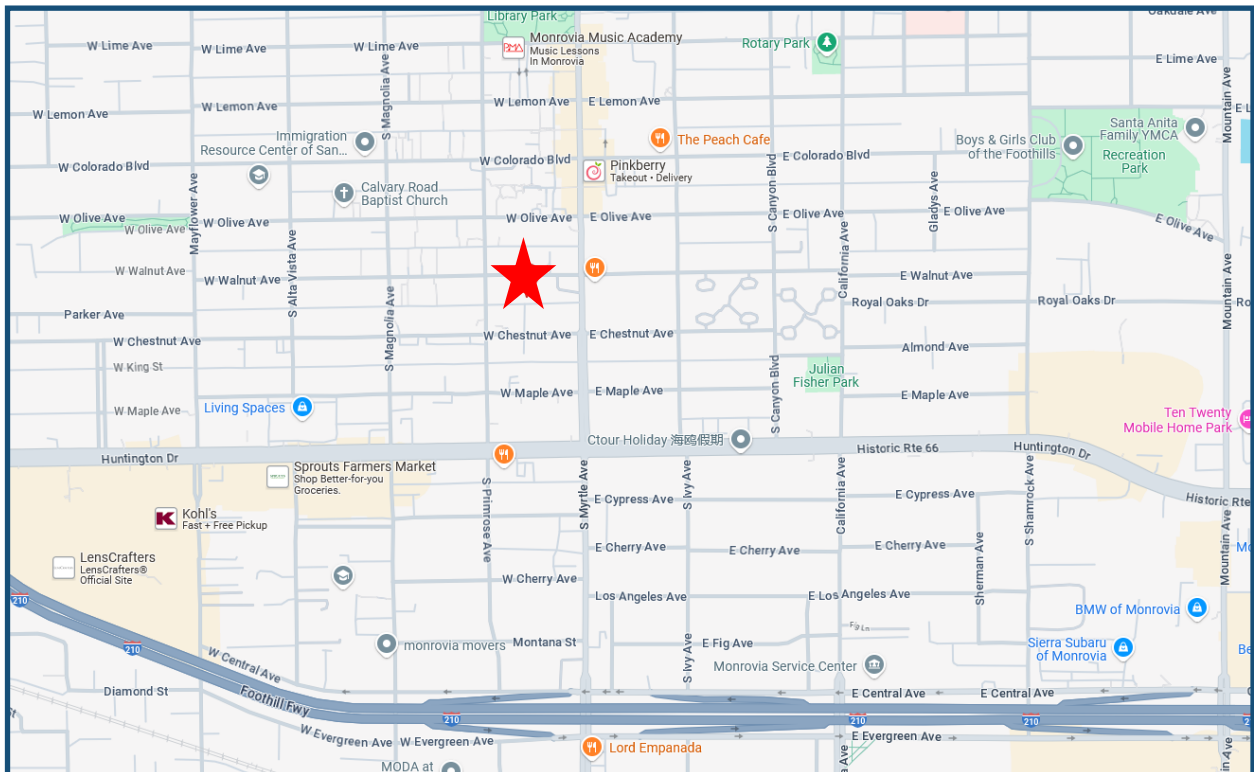 Library Park
Oakdale Ave
W Lime Ave
W Lime Ave
W Lime Ave
Monrovia Music Academy
Music Lessons
In Monrovia
Rotary Park
E Lime Ave
S Magnolia Ave
W Lemon Ave
W Lemon Ave
W Lemon Ave
E Lemon Ave
Mountain Ave
Immigration
Resource Center of San...
The Peach Cafe
Boys & Girls Club
of the Foothills
Santa Anita
Family YMCA
Recreation
Park
W Colorado Blvd
W Colorado Blvd
E Colorado Blvd
Pinkberry
Takeout • Delivery
Calvary Road
Baptist Church
Mayflower Ave
S Canyon Blvd
Gladys Ave
W Olive Ave
W Olive Ave
W Olive Ave
W Olive Ave
E Olive Ave
E Olive Ave
E Olive Ave
E Olive Ave
S Alta Vista Ave
California Ave
Mountain Ave
W Walnut Ave
W Walnut Ave
E Walnut Ave
S Magnolia Ave
Royal Oaks Dr
Royal Oaks Dr
Ro
Parker Ave
W Chestnut Ave
W Chestnut Ave
E Chestnut Ave
Almond Ave
W King St
S Canyon Blvd
Julian
Fisher Park
W Maple Ave
W Maple Ave
E Maple Ave
E Maple Ave
Living Spaces
Ten Twenty
Mobile Home Park
Ctour Holiday 海鸥假期
Huntington Dr
Historic Rte 66
Huntington Dr
Sprouts Farmers Market
Shop Better-for-you
Groceries.
S Primrose Ave
S Myrtle Ave
S Ivy Ave
California Ave
S Shamrock Ave
E Cypress Ave
E Cypress Ave
Historic Rte
Kohl's
Fast + Free Pickup
Mountain Ave
LensCrafters
LensCrafters®
Official Site
E Cherry Ave
E Cherry Ave
E Cherry Ave
Sherman Ave
W Cherry Ave
Los Angeles Ave
E Los Angeles Ave
210
BMW of Monrovia
Fig Ln
monrovia movers
Montana St
S Ivy Ave
E Fig Ave
Sierra Subaru
of Monrovia
Be
210
W Central Ave
Monrovia Service Center
Diamond St
Foothill Fwy
E Central Ave
E Central Ave
210
210
210
W Evergreen Ave
W Evergreen Ave
Lord Empanada
E Evergreen Ave
MODA at